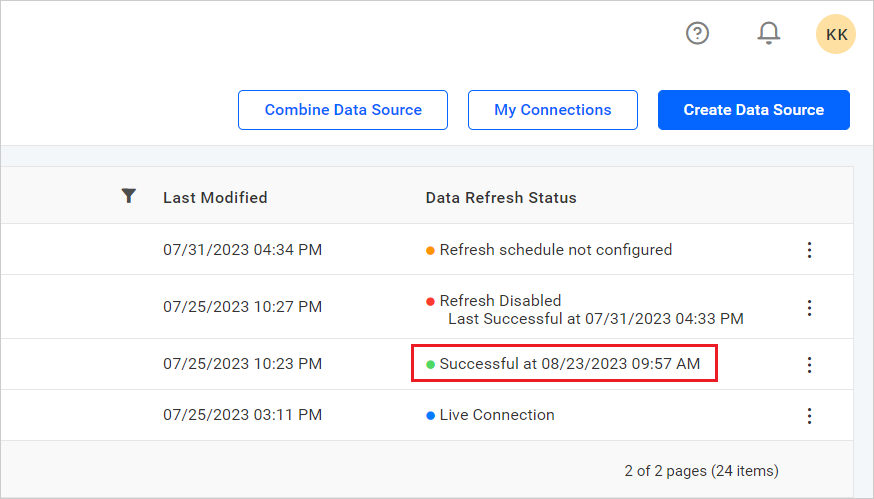 KK
Combine Data Source
My Connections
Create Data Source
Last Modified
Data Refresh Status
07/31/2023 04:34 PM
Refresh schedule not configured
07/25/2023 10:27 PM
Refresh Disabled
Last Successful at 07/31/2023 04:33 PM
07/25/2023 10:23 PM
Successful at 08/23/2023 09:57 AM
07/25/2023 03:11 PM
Live Connection
2 of 2 pages (24 items)